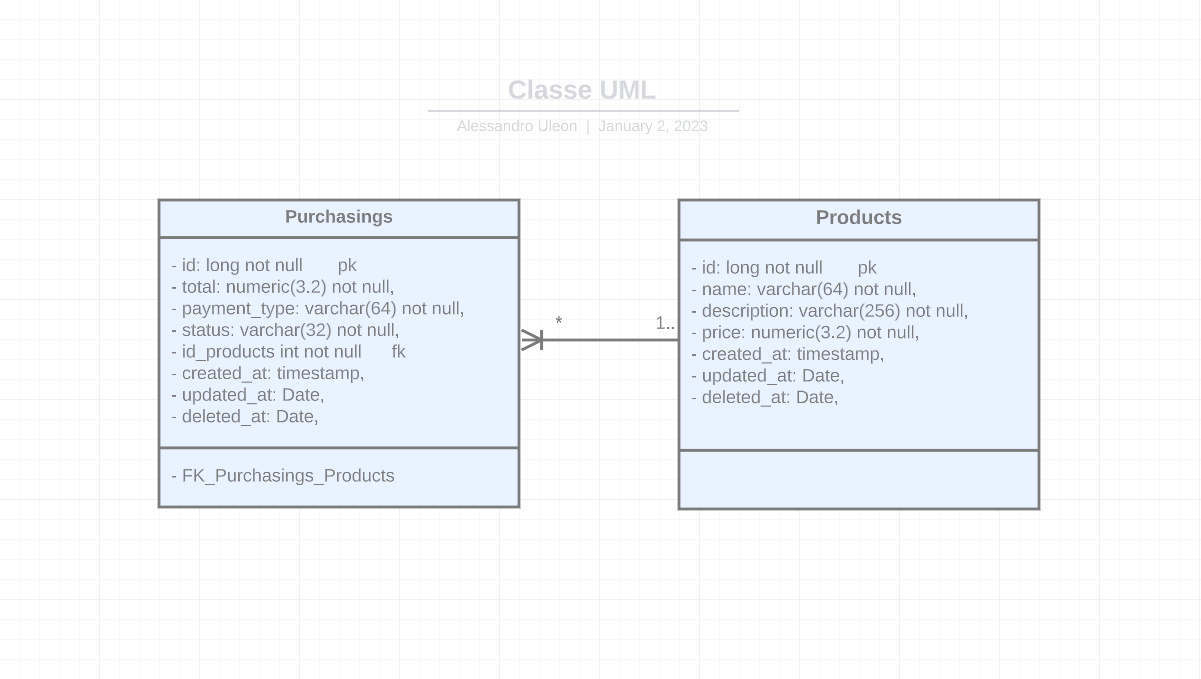 Classe UML
Alessandro Uleon | January 2, 2023
Purchasings
- id: long not null pk
- total: numeric(3.2) not null,
- payment_type: varchar(64) not null,
- status: varchar(32) not null,
- id_products int not null fk
- created_at: timestamp,
- updated_at: Date,
- deleted_at: Date,
- FK_Purchasings_Products
*
1..
Products
- id: long not null pk
- name: varchar(64) not null,
- description: varchar(256) not null,
- price: numeric(3.2) not null,
- created_at: timestamp,
- updated_at: Date,
- deleted_at: Date,